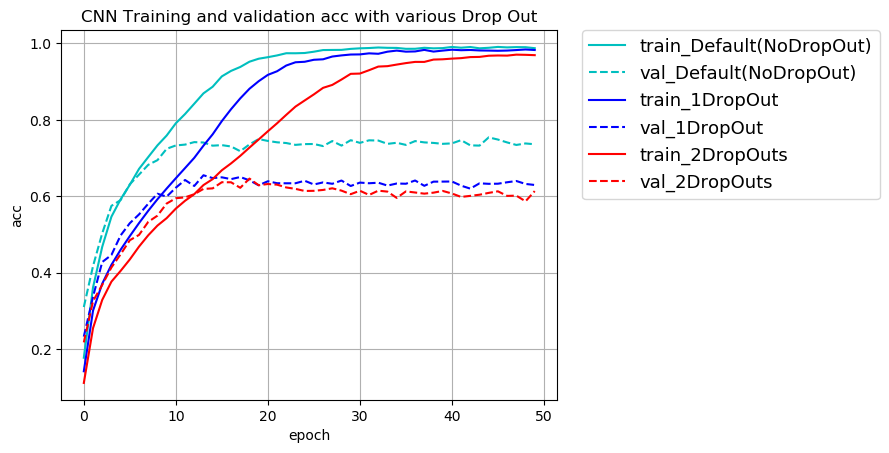 CNN Training and validation acc with various Drop Out
1.0
0.8
0.6
0.4
0.2
acc
0
10
20
30
40
50
epoch
train_Default(NoDropOut)
val_Default(NoDropOut)
train_1DropOut
val_1DropOut
train_2DropOuts
val_2DropOuts